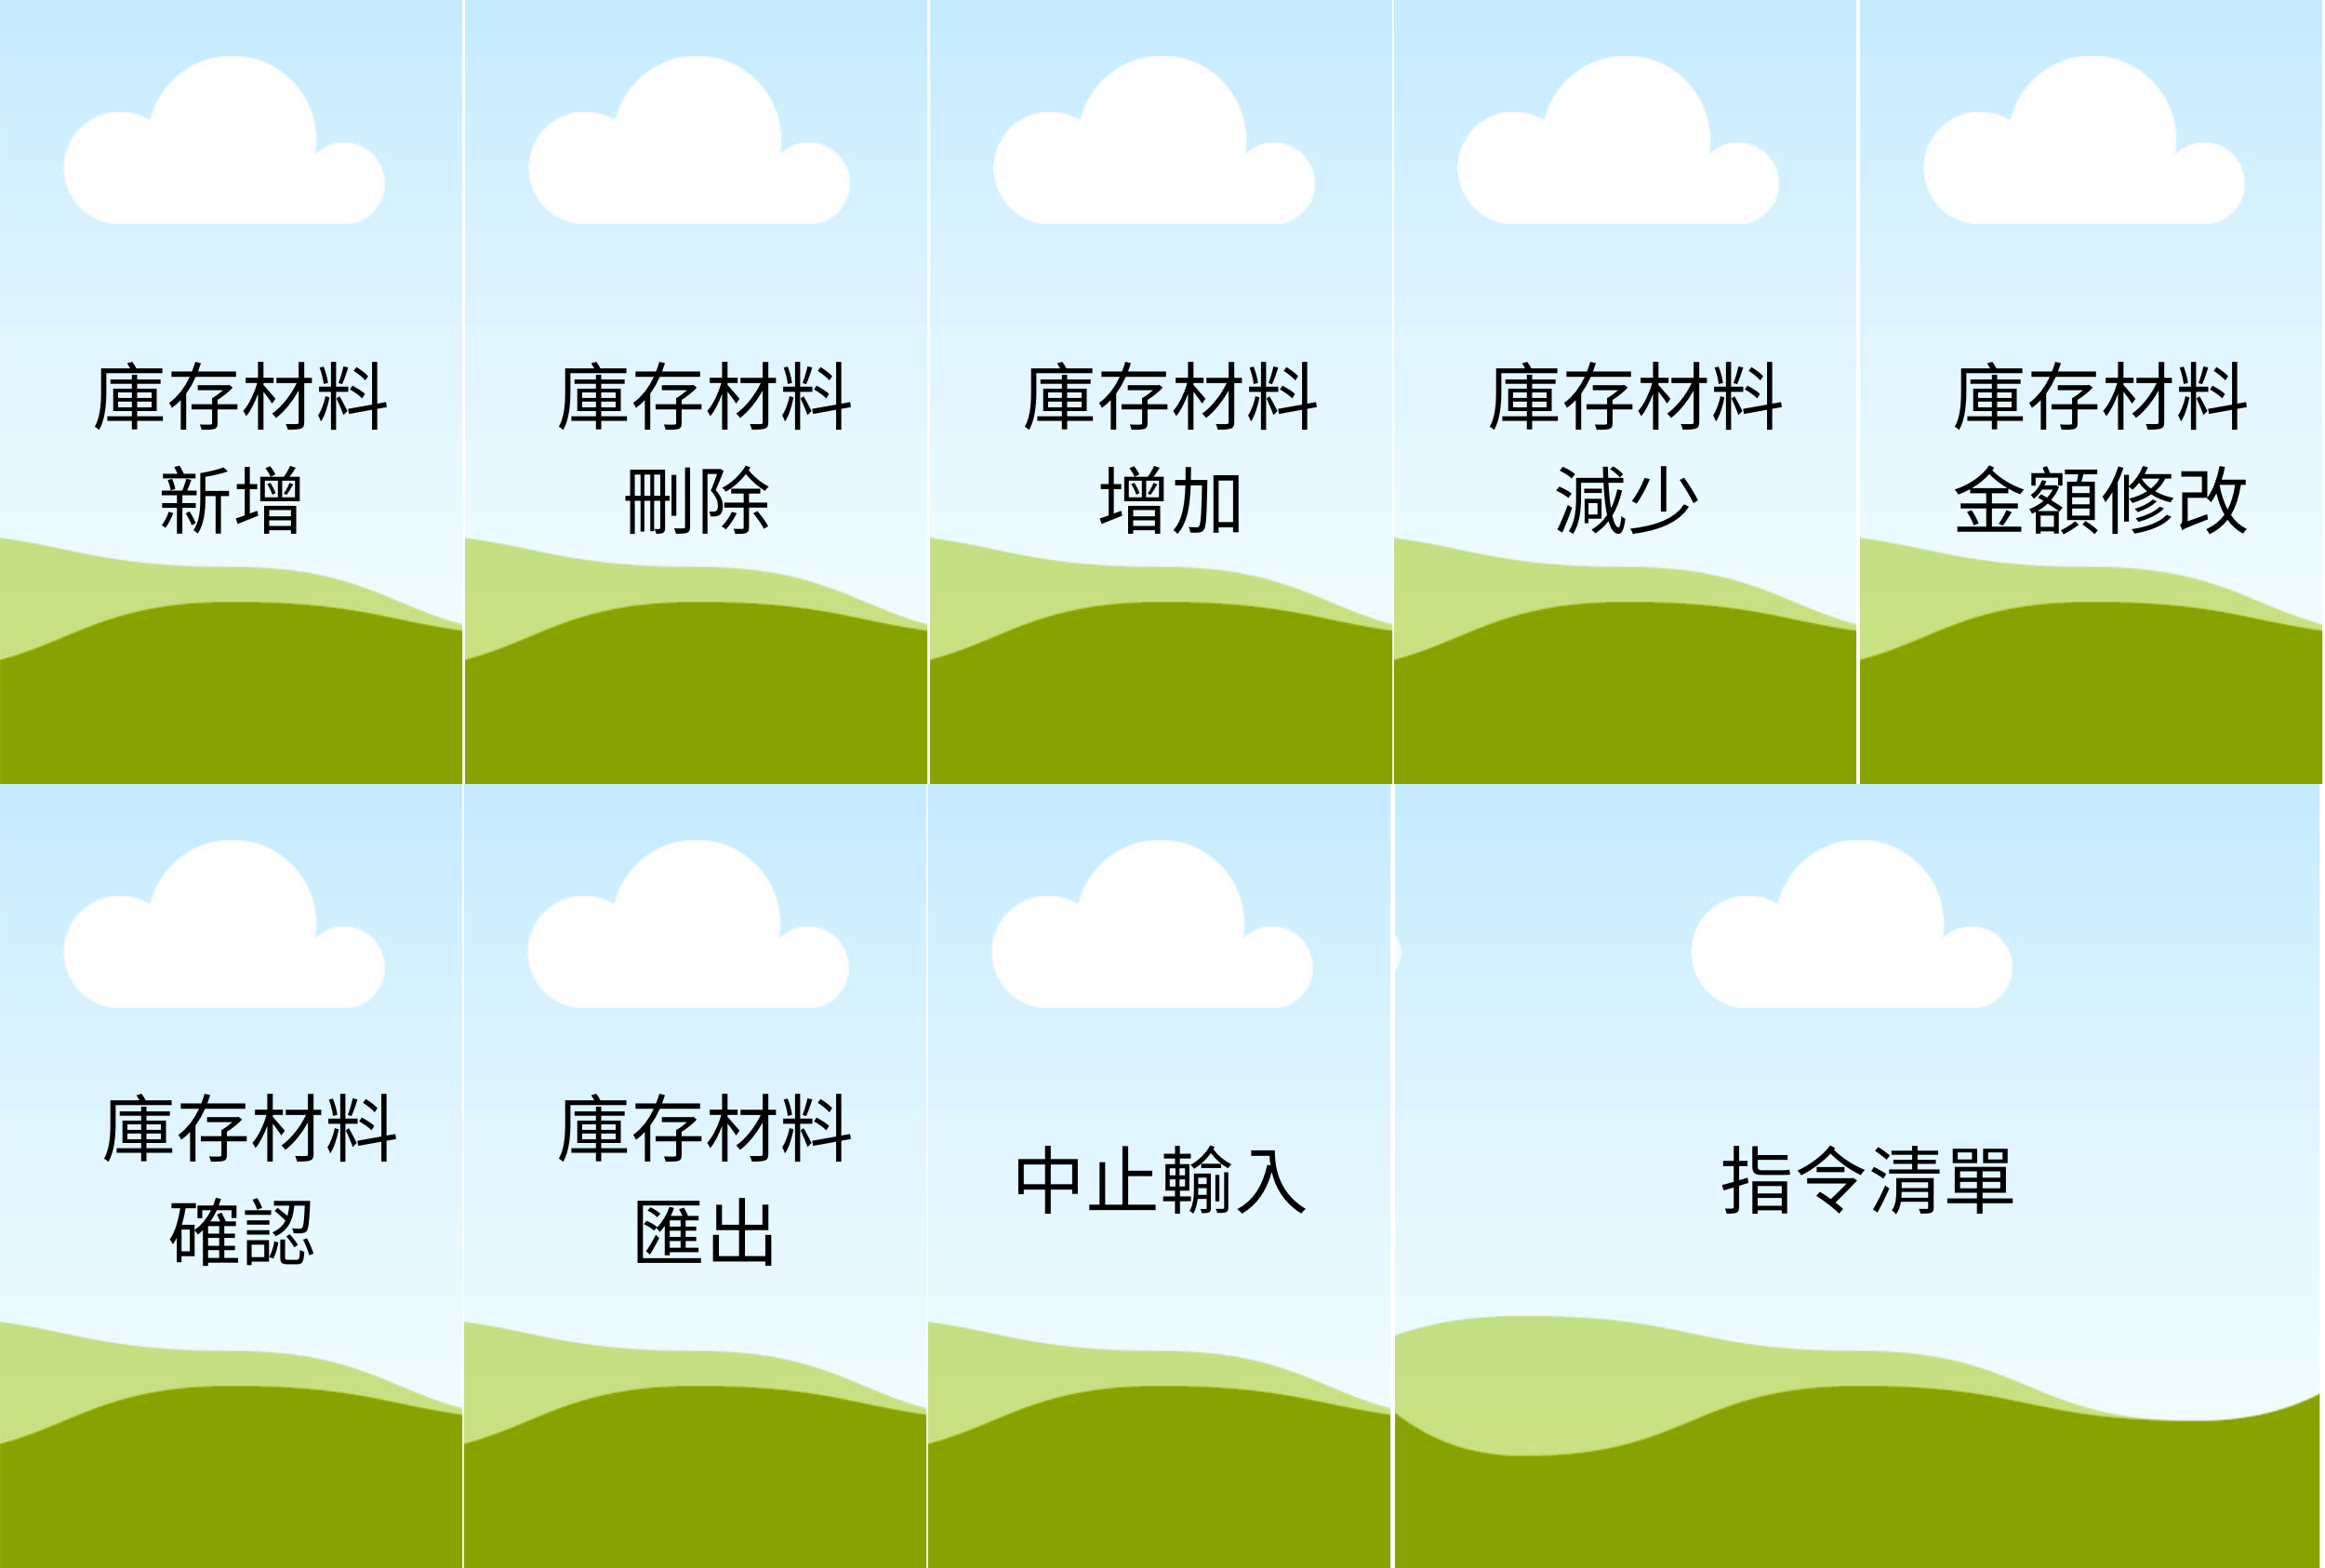 庫存材料
新增
庫存材料
刪除
庫存材料
增加
庫存材料
減少
庫存材料
金額修改
庫存材料
確認
庫存材料
匯出
中止輸入
指令清單